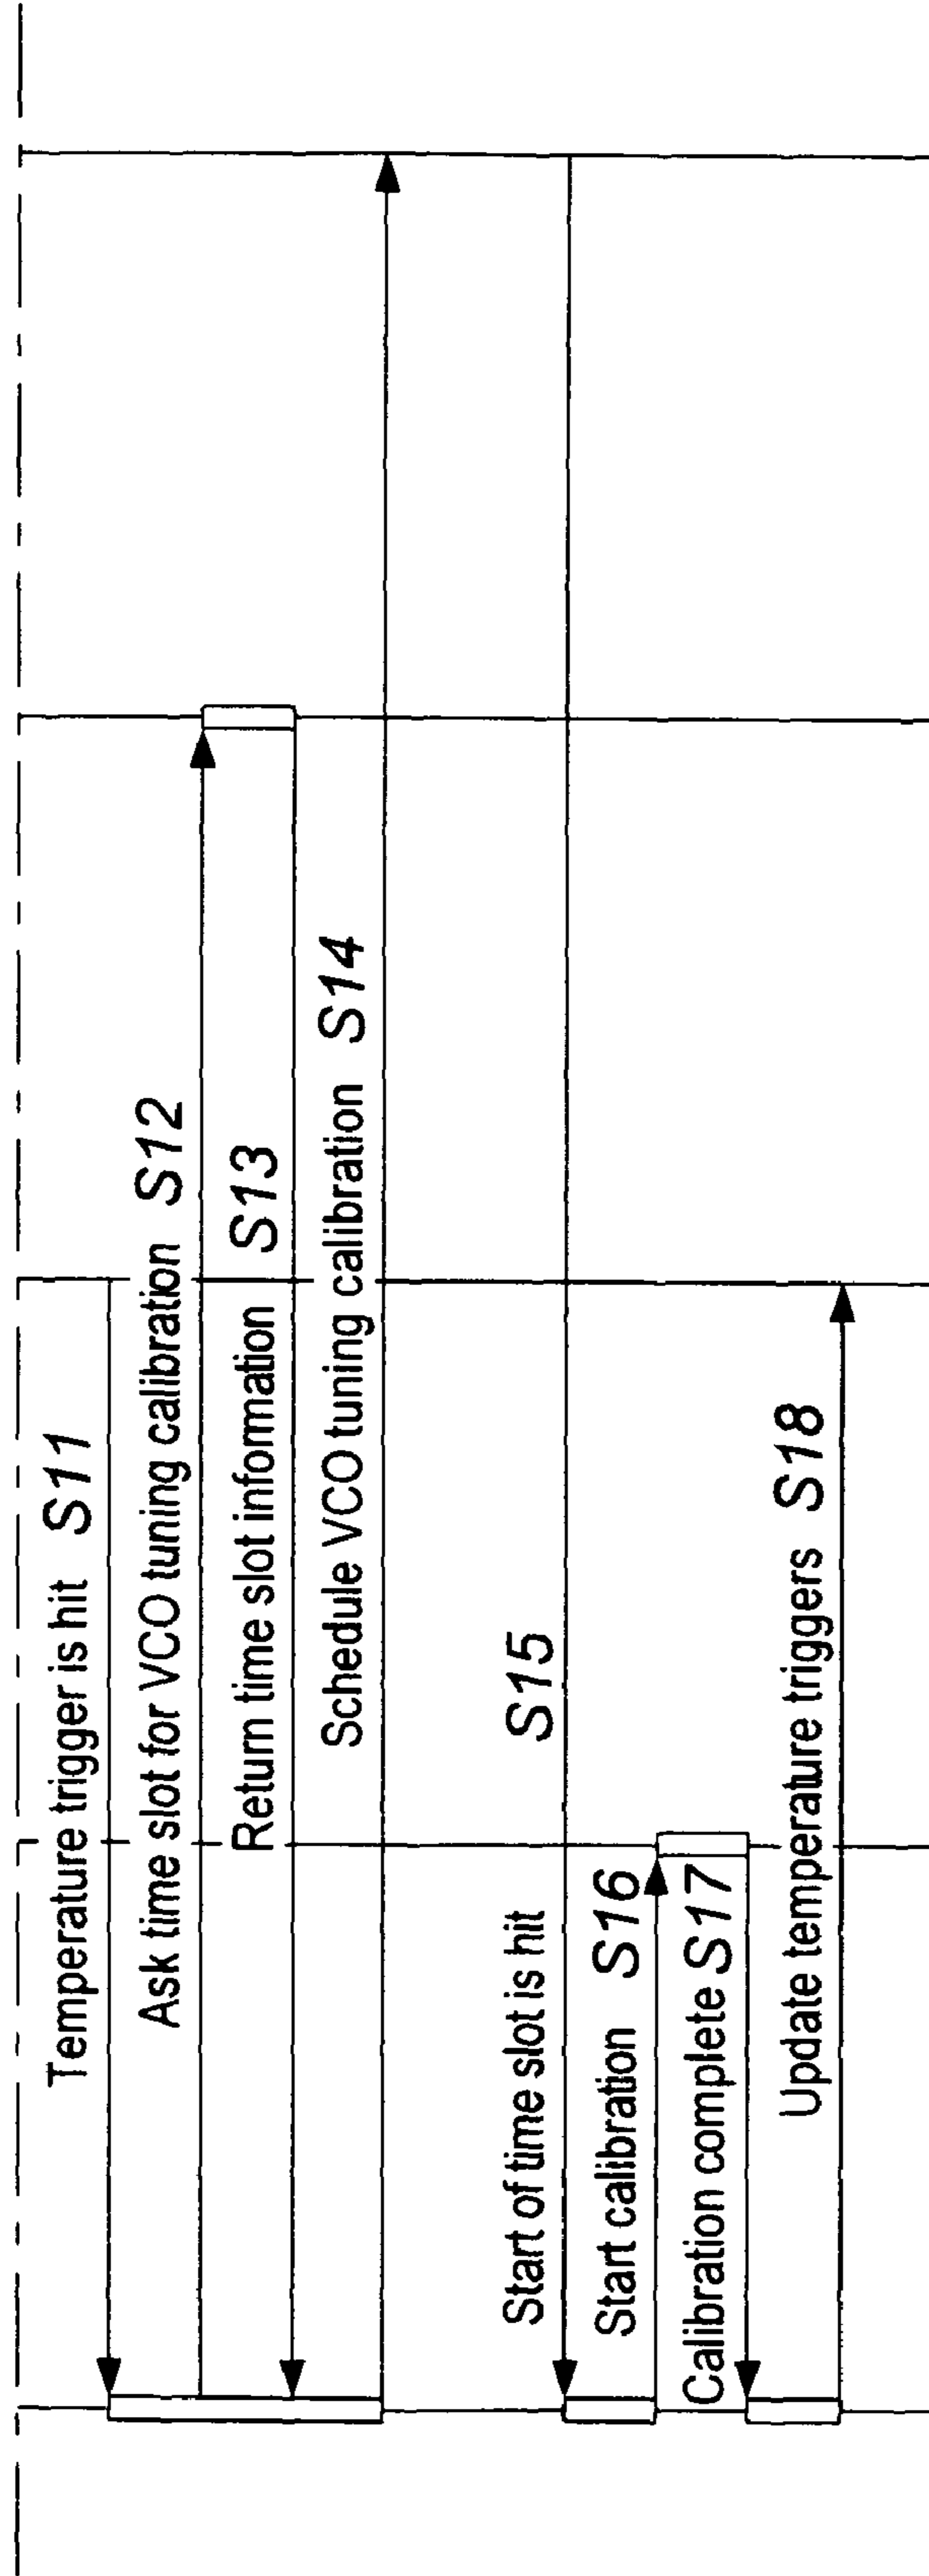 Temperature trigger is hit S11
Ask time slot for VCO tuning calibration S12
Return time slot information S13
Schedule VCO tuning calibration S14
Start of time slot is hit S15
Start calibration S16
Calibration complete S17
Update temperature triggers S18